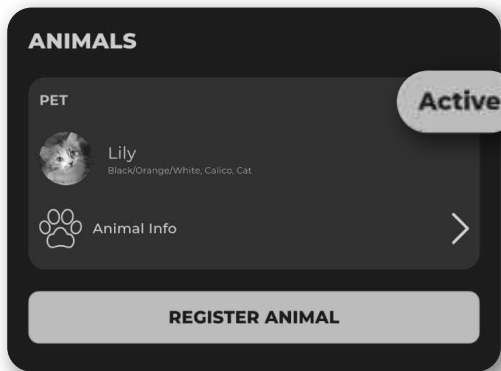 ANIMALS
PET
Active
Lily
Black/Orange/White, Calico, Cat
Animal Info
REGISTER ANIMAL